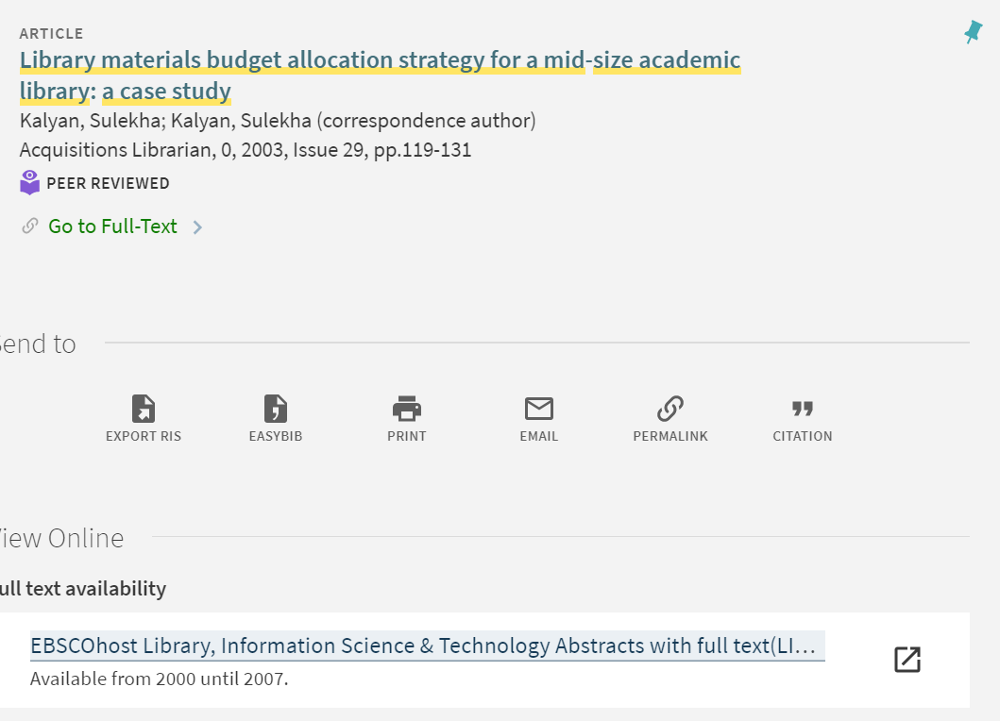 ARTICLE
Library materials budget allocation strategy for a mid-size academic
library: a case study
Kalyan, Sulekha; Kalyan, Sulekha (correspondence author)
Acquisitions Librarian, 0, 2003, Issue 29, pp.119-131
PEER REVIEWED
Go to Full-Text
Send to
EXPORT RIS EASYBIB PRINT EMAIL PERMALINK CITATION
View Online
ull text availability
EBSCOhost Library, Information Science & Technology Abstracts with full text(LI…
Available from 2000 until 2007.